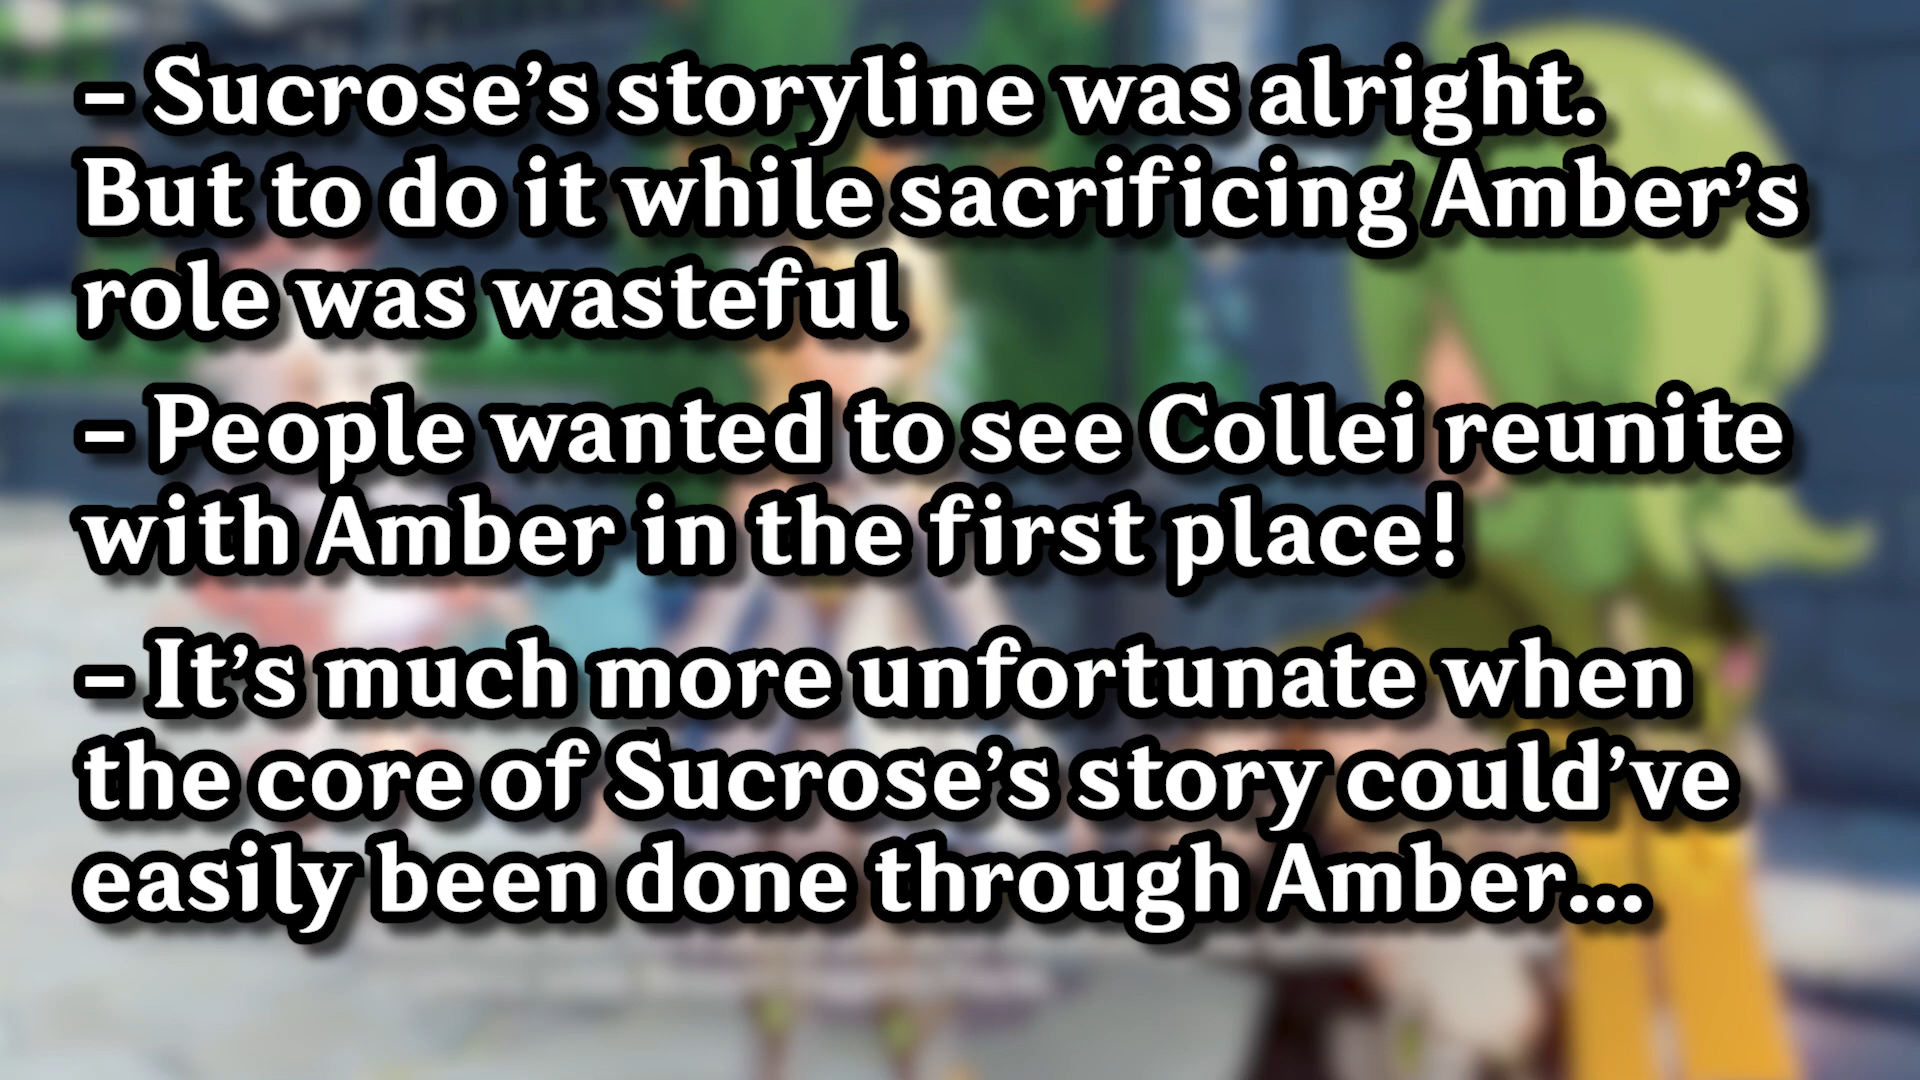 – Sucrose’s storyline was alright.
But to do it while sacrificing Amber’s
role was wasteful
– People wanted to see Collei reunite
with Amber in the first place!
– It’s much more unfortunate when
the core of Sucrose’s story could’ve
easily been done through Amber...